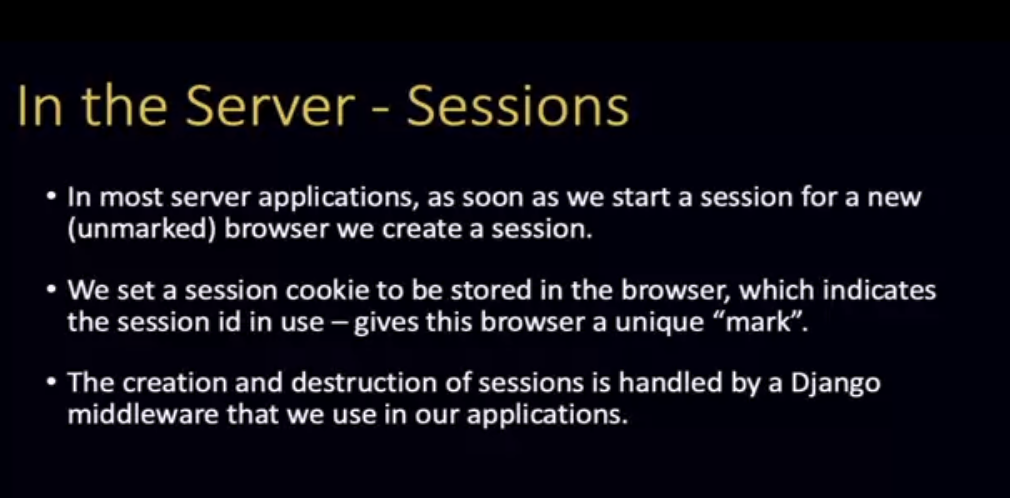 In the Server - Sessions
• In most server applications, as soon as we start a session for a new
(unmarked) browser we create a session.
• We set a session cookie to be stored in the browser, which indicates
the session id in use – gives this browser a unique “mark”.
• The creation and destruction of sessions is handled by a Django
middleware that we use in our applications.